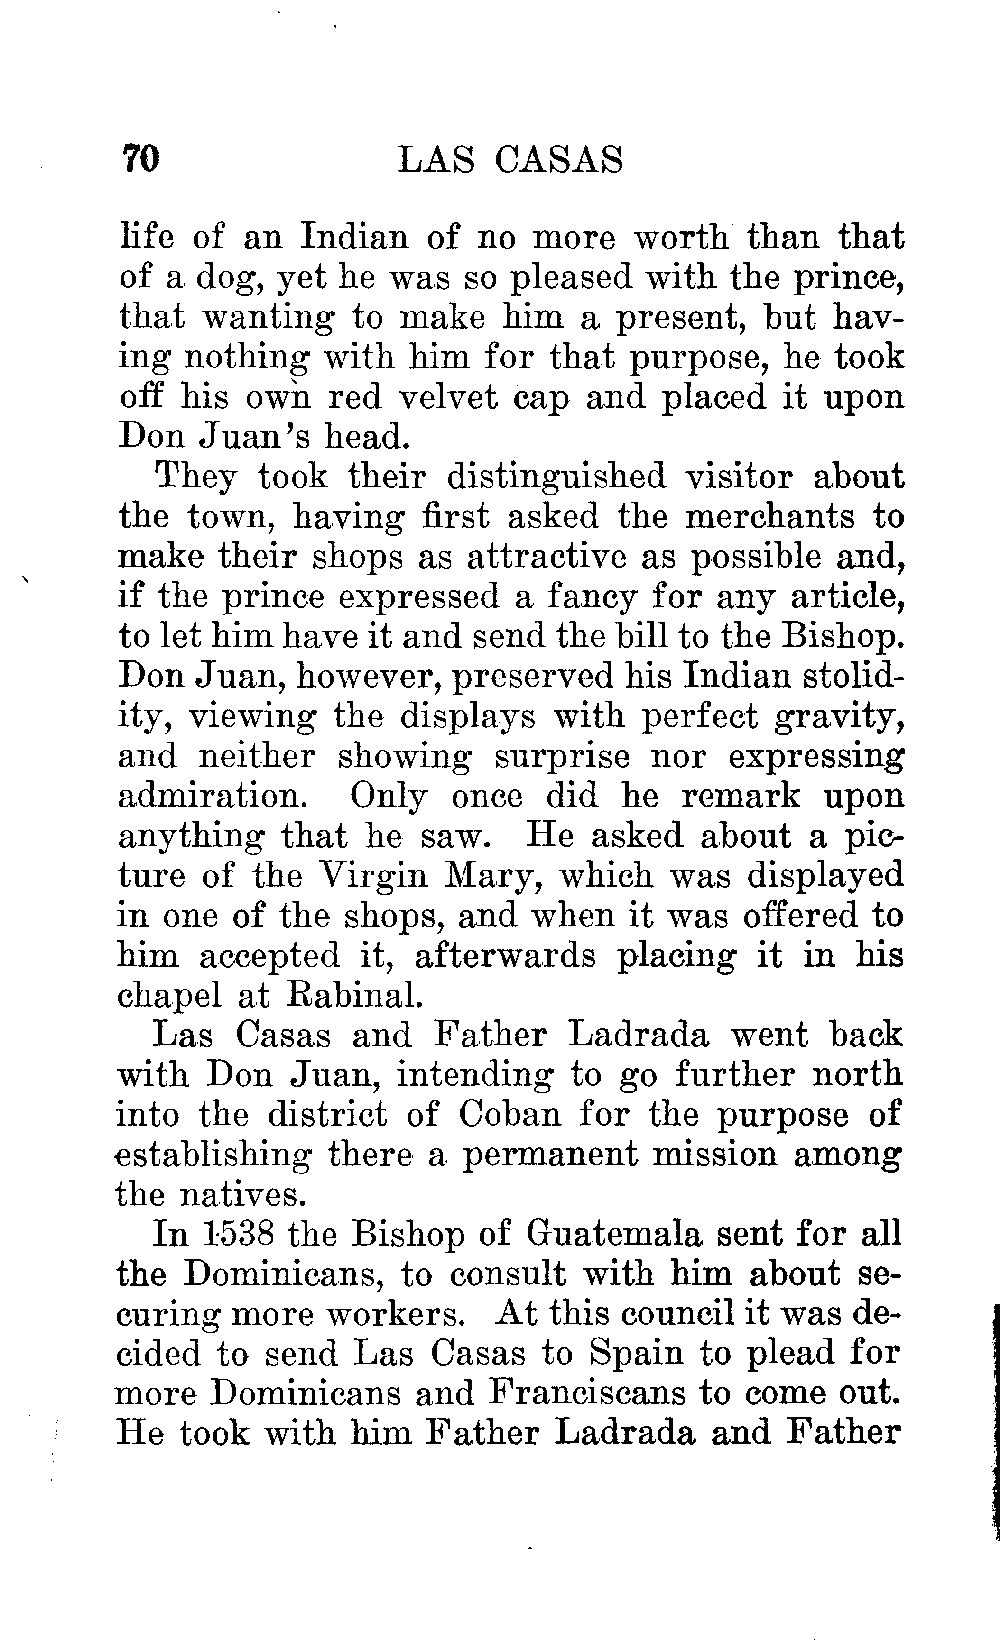 70 LAS CASAS
life of an Indian of no more worth than that
of a dog, yet he was so pleased with the prince,
that wanting to make him a present, but hav-
ing nothing with him for that purpose, he took
off his own red velvet cap and placed it upon
Don Juan's head.
They took their distinguished visitor about
the town, having first asked the merchants to
make their shops as attractive as possible and,
if the prince expressed a fancy for any article,
to let him have it and send the bill to the Bishop.
Don Juan, however, preserved his Indian stolid-
ity, viewing the displays with perfect gravity,
and neither showing surprise nor expressing
admiration. Only once did he remark upon
anything that he saw. He asked about a pic-
ture of the Virgin Mary, which was displayed
in one of the shops, and when it was offered to
him accepted it, afterwards placing it in his
chapel at Rabinal.
Las Casas and Father Ladrada went back
with Don Juan, intending to go further north
into the district of Coban for the purpose of
establishing there a permanent mission among
the natives.
In 1538 the Bishop of Guatemala sent for all
the Dominicans, to consult with him about se-
curing more workers. At this council it was de-
cided to send Las Casas to Spain to plead for
more Dominicans and Franciscans to come out.
He took with him Father Ladrada and Father